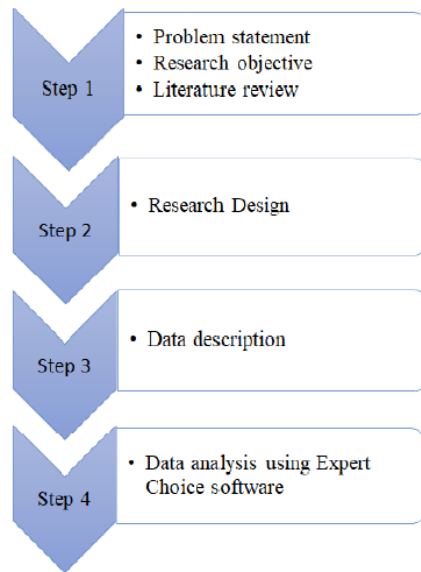 Step 1
• Problem statement
• Research objective
• Literature review
Step 2
• Research Design
Step 3
• Data description
Step 4
• Data analysis using Expert
Choice software